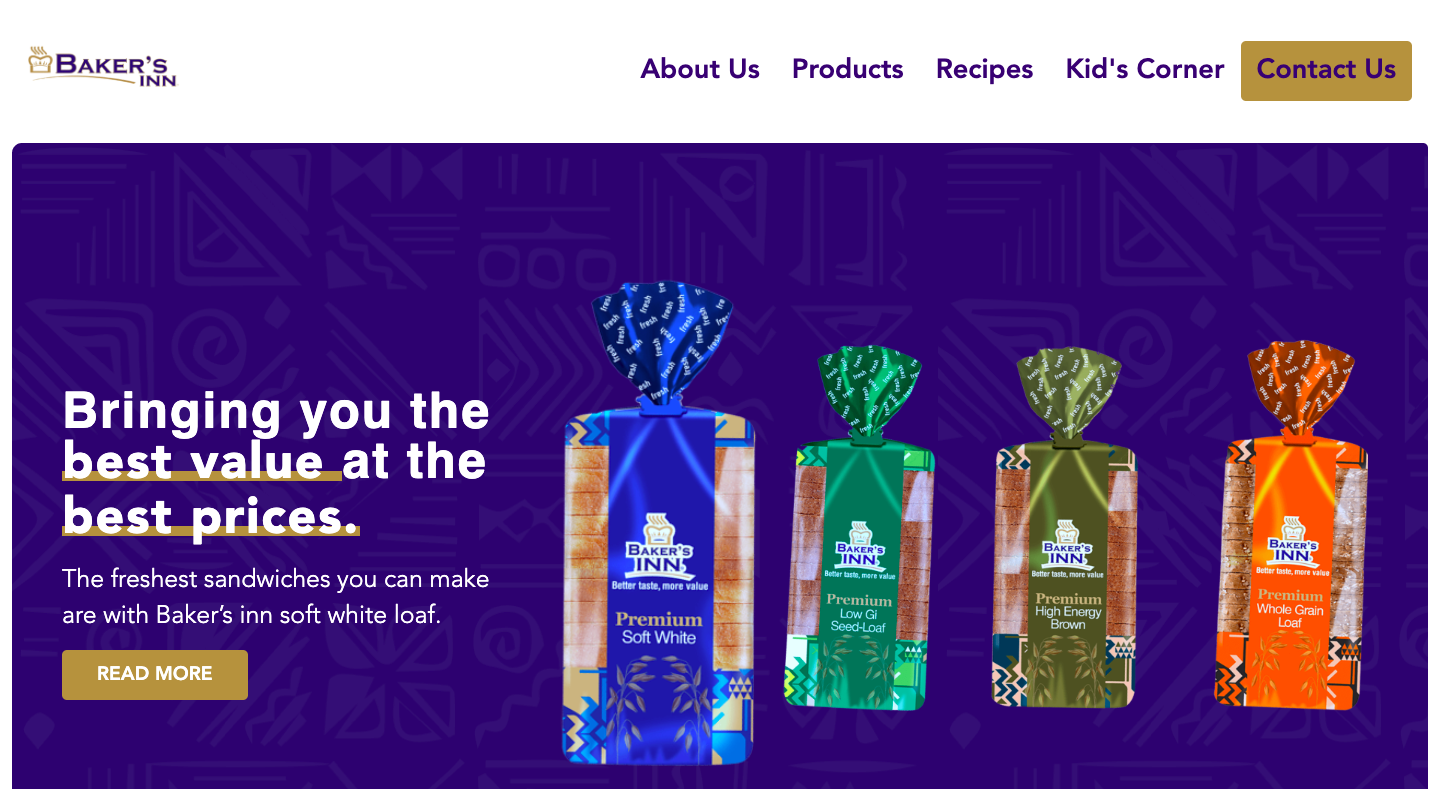 BAKER'S
INN
About Us
Products
Recipes
Kid's Corner
Contact Us
Bringing you the
best value at the
best prices.
The freshest sandwiches you can make
are with Baker’s inn soft white loaf.
READ MORE
fresh
BAKER'S
INN
Better taste, more value
Premium
Soft White
fresh
BAKER'S
INN
Better taste, more value
Premium
Low GI
Seed-Loaf
fresh
BAKER'S
INN
Better taste, more value
Premium
High Energy
Brown
fresh
BAKER'S
INN
Better taste, more value
Premium
Whole Grain
Loaf